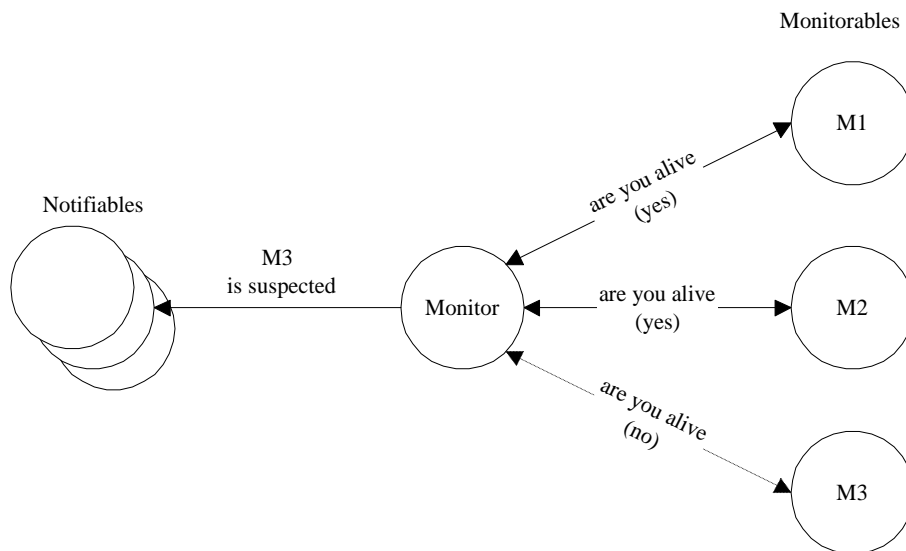 Monitorables
M1
are you alive
(yes)
Notifiables
M3
is suspected
Monitor
are you alive
(yes)
M2
are you alive
(no)
M3